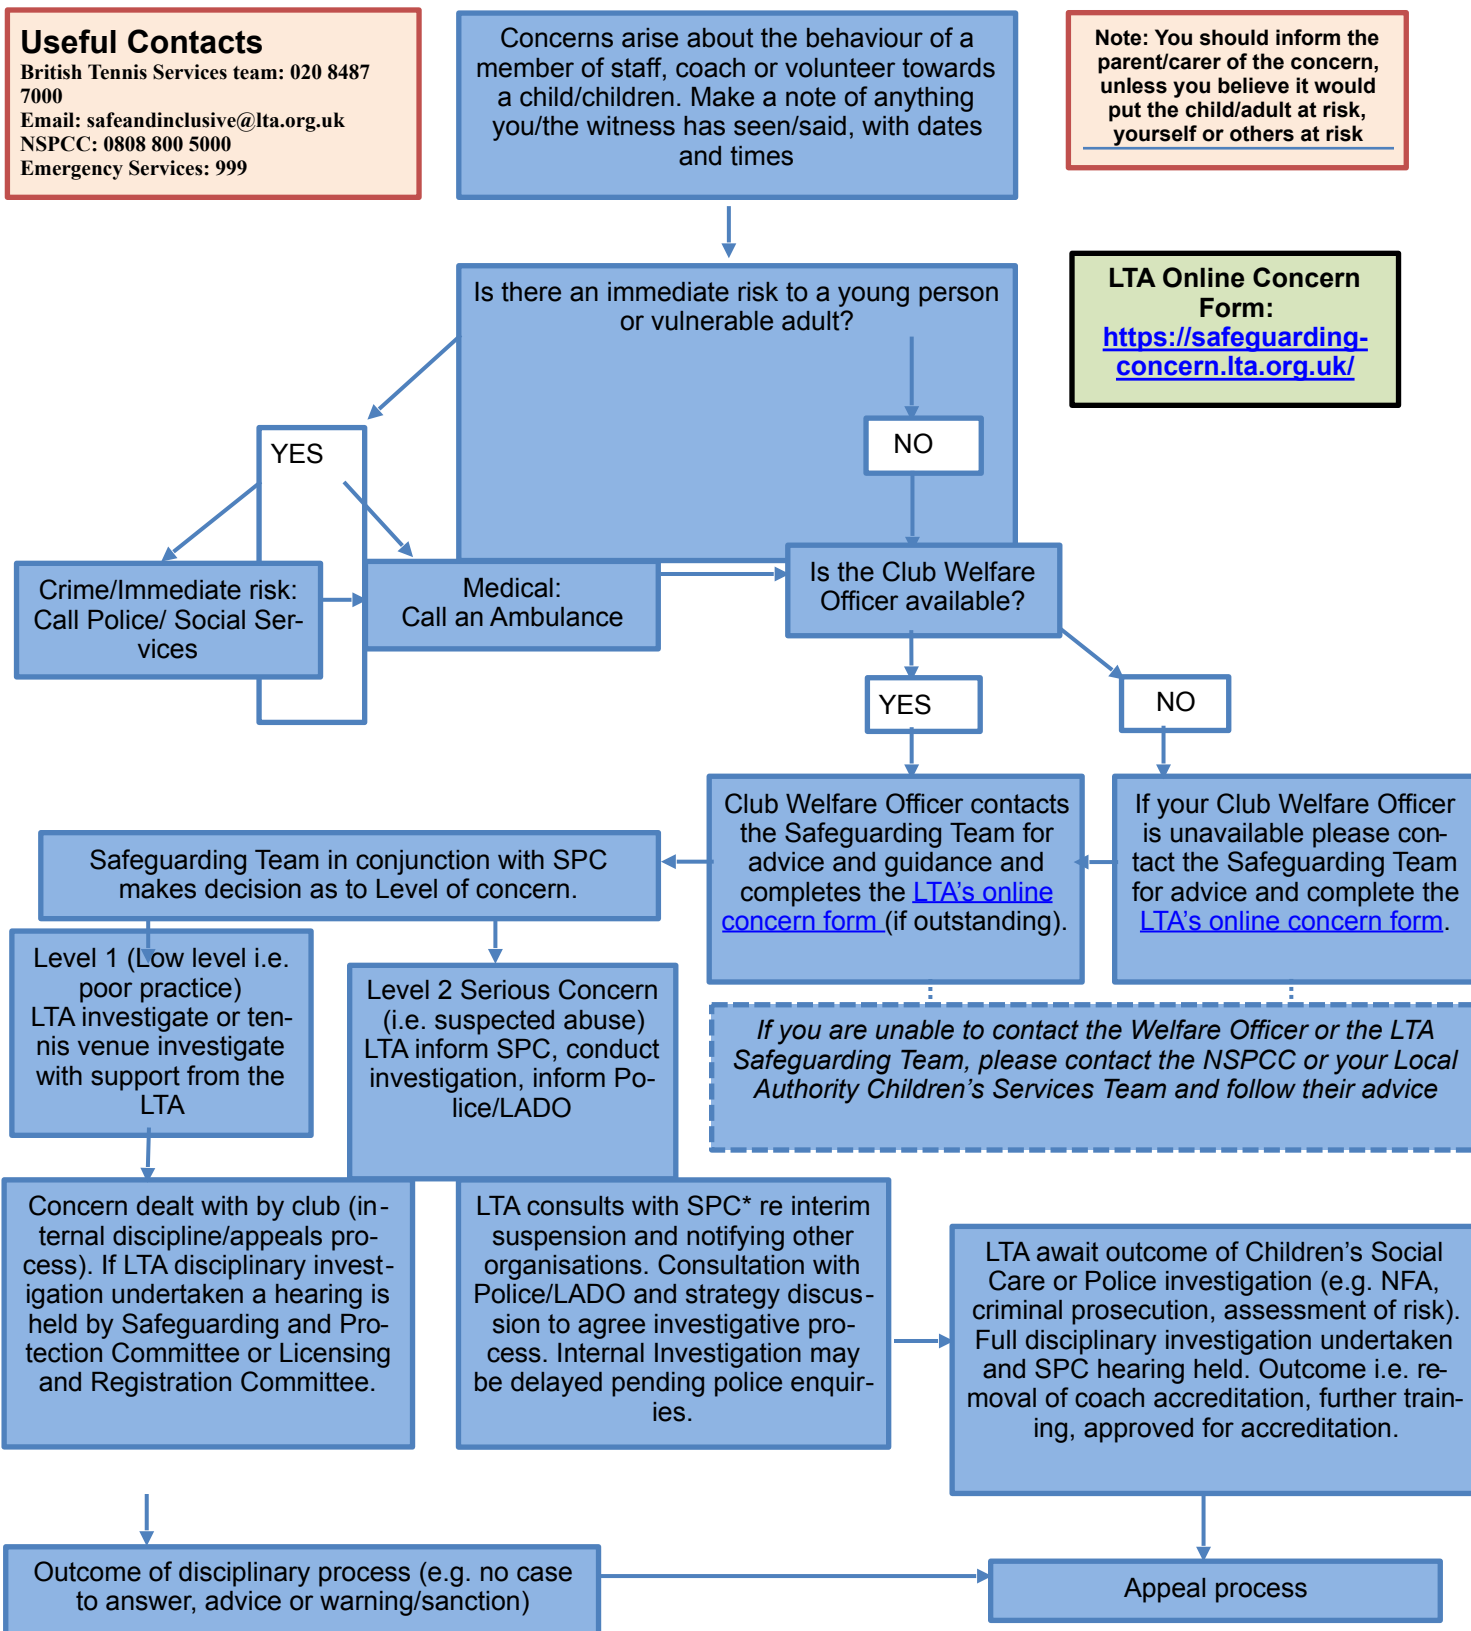 Useful Contacts
British Tennis Services team: 020 8487
7000
Email: safeandinclusive@lta.org.uk
NSPCC: 0808 800 5000
Emergency Services: 999
Concerns arise about the behaviour of a
member of staff, coach or volunteer towards
a child/children. Make a note of anything
you/the witness has seen/said, with dates
and times
Note: You should inform the
parent/carer of the concern,
unless you believe it would
put the child/adult at risk,
yourself or others at risk
Is there an immediate risk to a young person
or vulnerable adult?
LTA Online Concern
Form:
https://safeguarding-
concern.lta.org.uk/
YES
NO
Crime/Immediate risk:
Call Police/ Social Ser-
vices
Medical:
Call an Ambulance
Is the Club Welfare
Officer available?
YES
NO
Club Welfare Officer contacts
the Safeguarding Team for
advice and guidance and
completes the LTA's online
concern form (if outstanding).
If your Club Welfare Officer
is unavailable please con-
tact the Safeguarding Team
for advice and complete the
LTA's online concern form.
Safeguarding Team in conjunction with SPC
makes decision as to Level of concern.
Level 1 (Low level i.e.
poor practice)
LTA investigate or ten-
nis venue investigate
with support from the
LTA
Level 2 Serious Concern
(i.e. suspected abuse)
LTA inform SPC, conduct
investigation, inform Po-
lice/LADO
If you are unable to contact the Welfare Officer or the LTA
Safeguarding Team, please contact the NSPCC or your Local
Authority Children's Services Team and follow their advice
Concern dealt with by club (in-
ternal discipline/appeals pro-
cess). If LTA disciplinary invest-
igation undertaken a hearing is
held by Safeguarding and Pro-
tection Committee or Licensing
and Registration Committee.
LTA consults with SPC* re interim
suspension and notifying other
organisations. Consultation with
Police/LADO and strategy discus-
sion to agree investigative pro-
cess. Internal Investigation may
be delayed pending police enquir-
ies.
LTA await outcome of Children's Social
Care or Police investigation (e.g. NFA,
criminal prosecution, assessment of risk).
Full disciplinary investigation undertaken
and SPC hearing held. Outcome i.e. re-
moval of coach accreditation, further train-
ing, approved for accreditation.
Outcome of disciplinary process (e.g. no case
to answer, advice or warning/sanction)
Appeal process